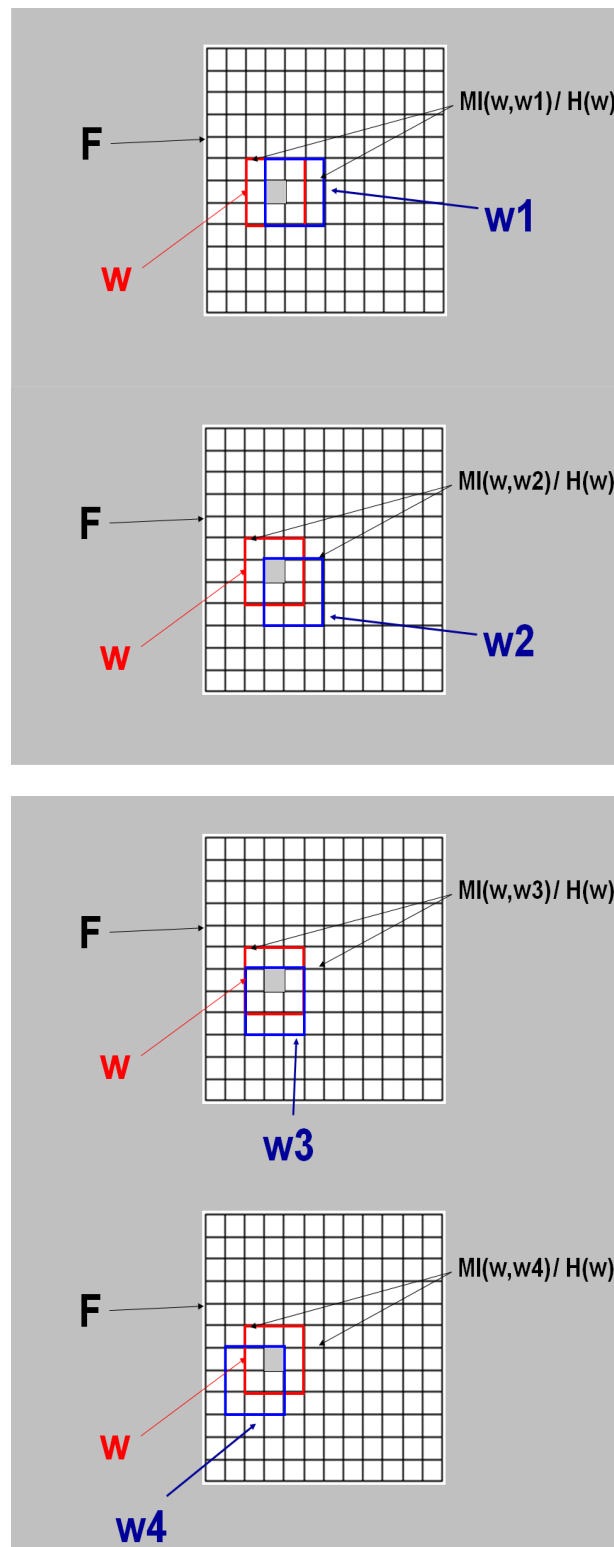 MI(w,w1)/ H(w)
F
w1
w
MI(w,w2)/ H(w)
F
w2
w
MI(w,w3)/ H(w)
F
w
w3
MI(w,w4)/ H(w)
F
w
w4